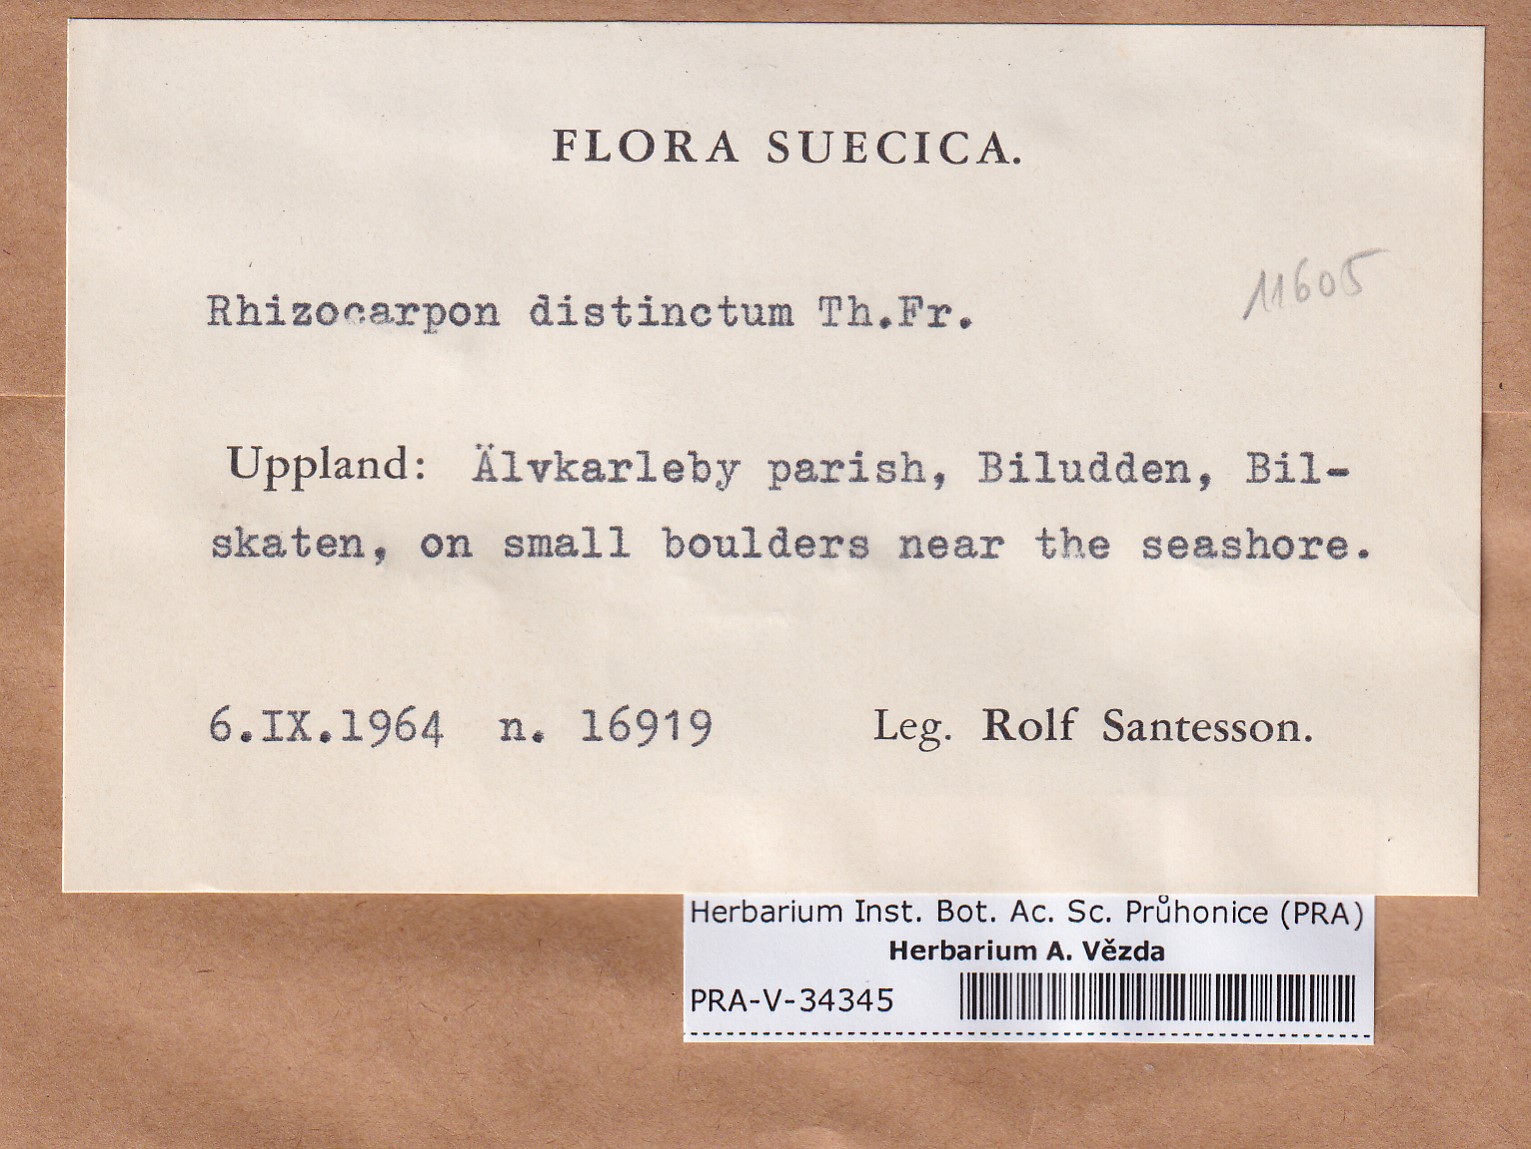 FLORA SUECICA.
11605
Rhizocarpon distinctum Th.Fr.
Uppland: Älvkarleby parish, Biludden, Bil-
skaten, on small boulders near the seashore.
6.IX.1964 n. 16919 Leg. Rolf Santesson.
Herbarium Inst. Bot. Ac. Sc. Průhonice (PRA)
Herbarium A. Vězda
PRA-V-34345